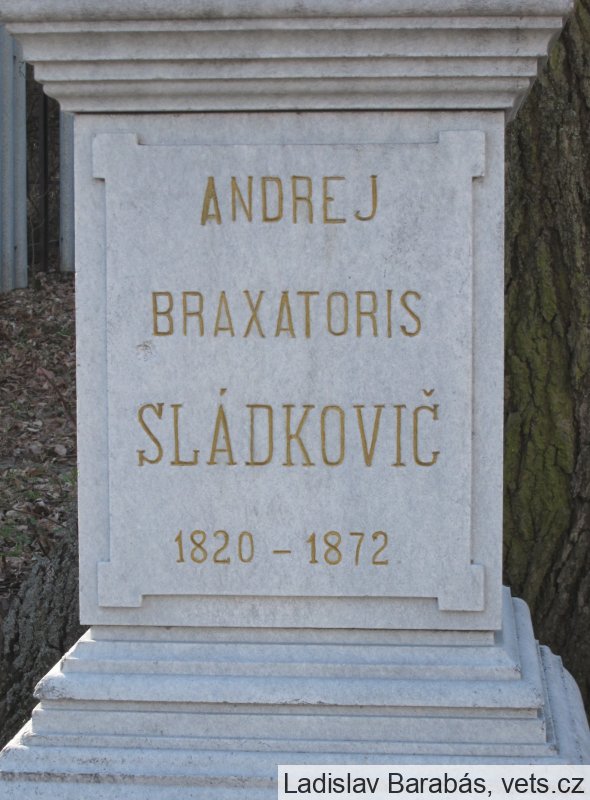 ANDREJ
BRAXATORIS
SLÁDKOVIČ
1820 – 1872
Ladislav Barabás, vets.cz